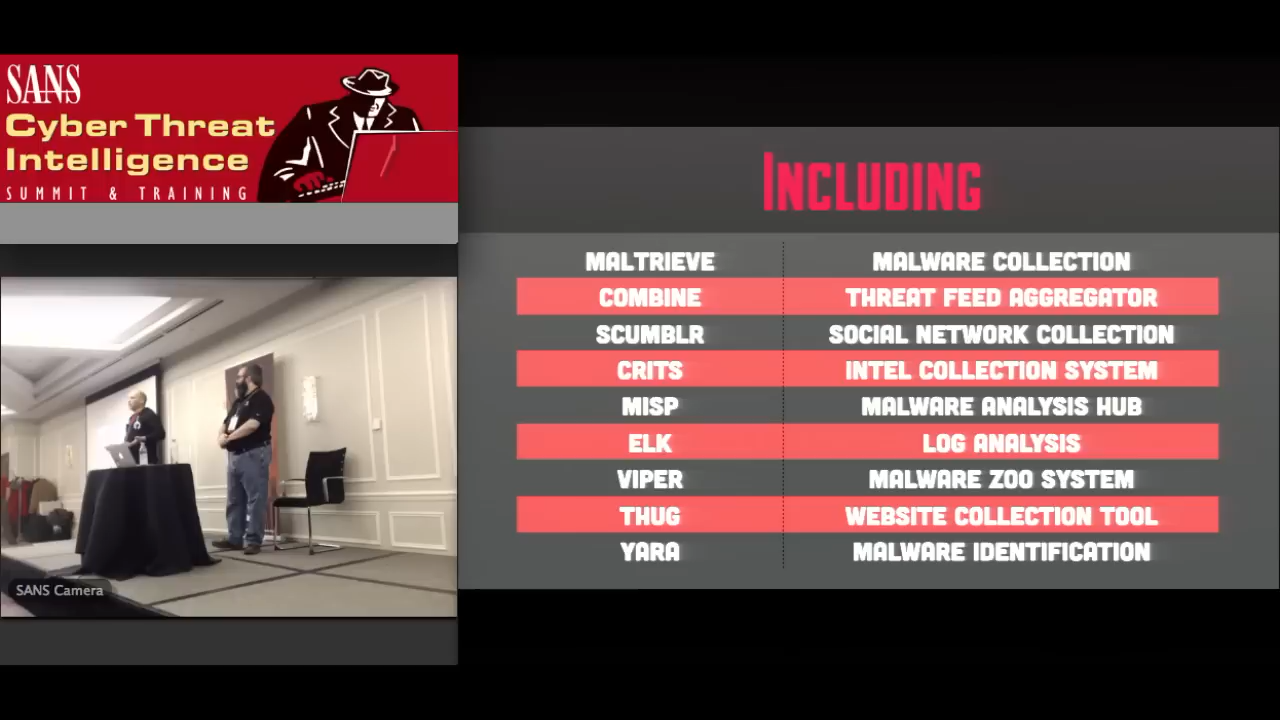 SANS
Cyber Threat
Intelligence
SUMMIT & TRAINING
INCLUDING
MALTRIEVE MALWARE COLLECTION
COMBINE THREAT FEED AGGREGATOR
SCUMBLR SOCIAL NETWORK COLLECTION
CRITS INTEL COLLECTION SYSTEM
MISP MALWARE ANALYSIS HUB
ELK LOG ANALYSIS
VIPER MALWARE ZOO SYSTEM
THUG WEBSITE COLLECTION TOOL
YARA MALWARE IDENTIFICATION
SANS Camera